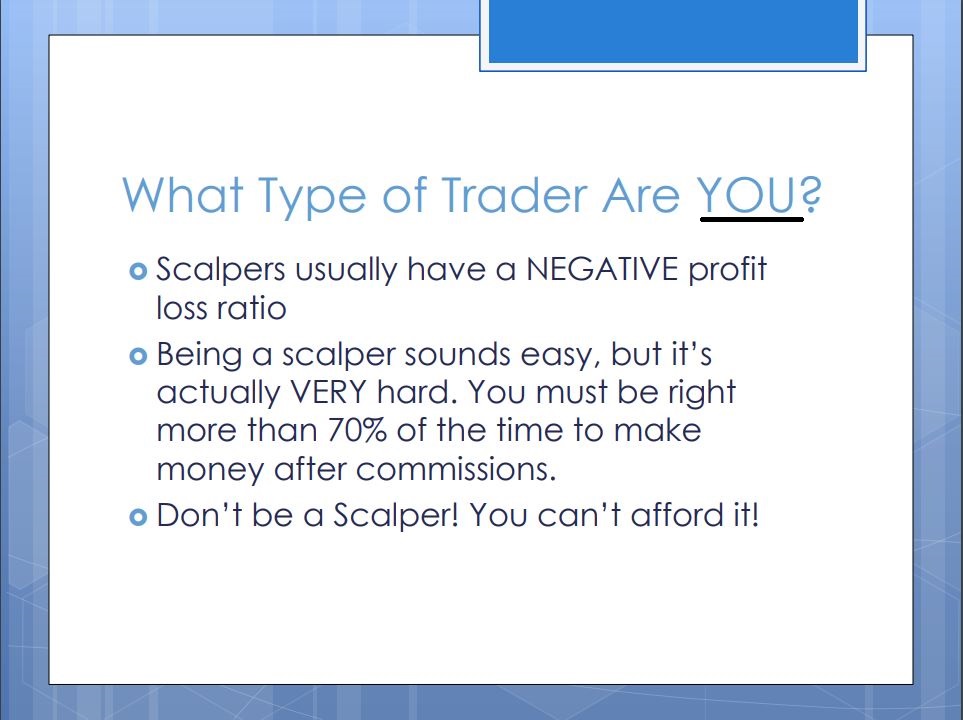 What Type of Trader Are YOU?
Scalpers usually have a NEGATIVE profit
loss ratio
Being a scalper sounds easy, but it's
actually VERY hard. You must be right
more than 70% of the time to make
money after commissions.
Don't be a Scalper! You can't afford it!